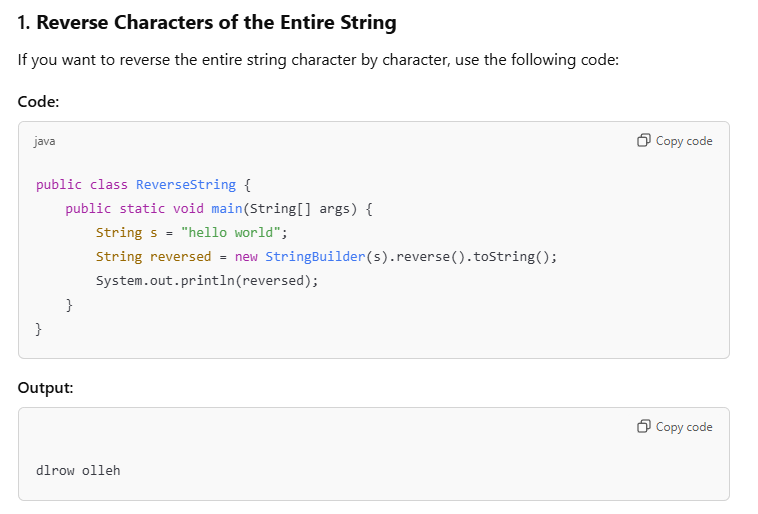 1. Reverse Characters of the Entire String
If you want to reverse the entire string character by character, use the following code:
Code:
java
Copy code
public class ReverseString {
    public static void main(String[] args) {
        String s = "hello world";
        String reversed = new StringBuilder(s).reverse().toString();
        System.out.println(reversed);
    }
}
Output:
Copy code
dlrow olleh